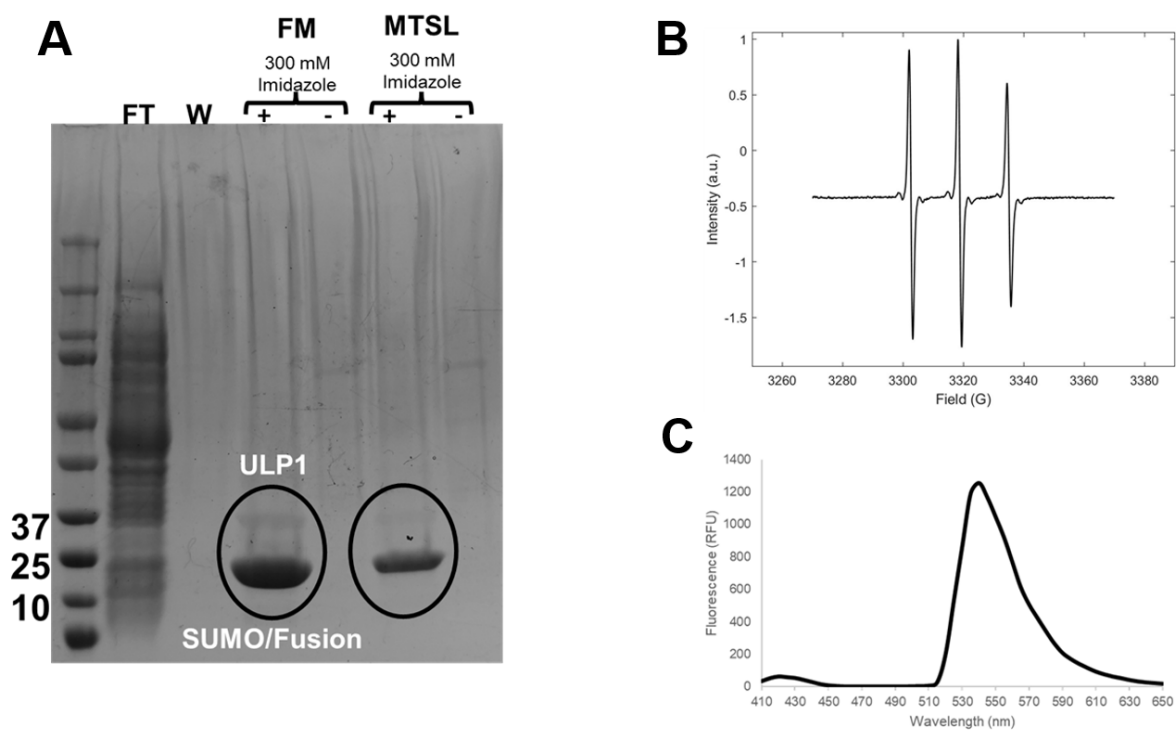 A
FM
MTSL
300 mM
Imidazole
300 mM
Imidazole
FT
W
+
-
+
-
ULP1
37
25
10
SUMO/Fusion
B
1
0.5
0
-0.5
-1
-1.5
Intensity (a.u.)
3260 3280 3300 3320 3340 3360 3380
Field (G)
C
1400
1200
1000
800
600
400
200
0
Fluorescence (RFU)
410 430 450 470 490 510 530 550 570 590 610 630 650
Wavelength (nm)